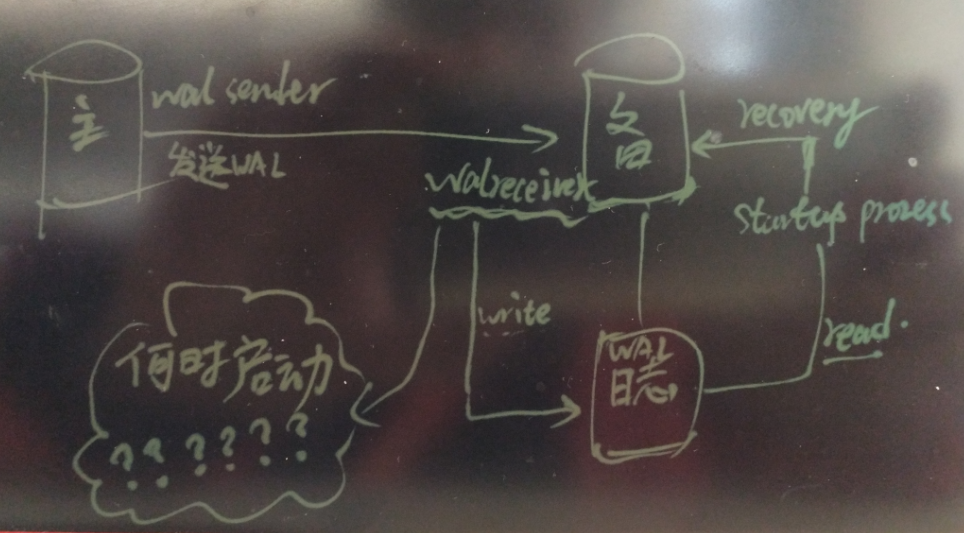 主
wal sender
发送WAL
备
recovery
walreceiver
startup prozess
write
read.
WAL
日志
何时启动
? ? ? ? ? ?